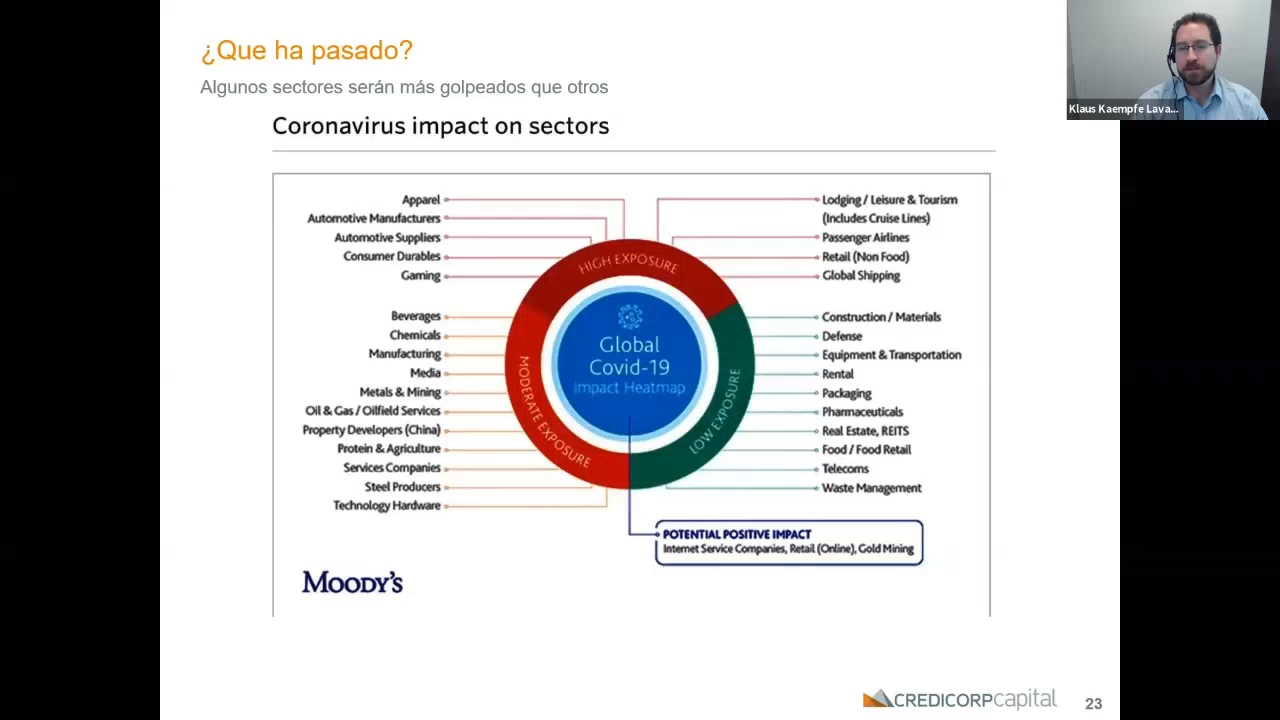 ¿Que ha pasado?
Algunos sectores serán más golpeados que otros
Coronavirus impact on sectors
Apparel
Automotive Manufacturers
Automotive Suppliers
Consumer Durables
Gaming
Beverages
Chemicals
Manufacturing
Media
Metals & Mining
Oil & Gas / Oilfield Services
Property Developers (China)
Protein & Agriculture
Services Companies
Steel Producers
Technology Hardware
HIGH EXPOSURE
MODERATE EXPOSURE
LOW EXPOSURE
Global
Covid-19
Impact Heatmap
Lodging / Leisure & Tourism
(Includes Cruise Lines)
Passenger Airlines
Retail (Non Food)
Global Shipping
Construction / Materials
Defense
Equipment & Transportation
Rental
Packaging
Pharmaceuticals
Real Estate, REITS
Food / Food Retail
Telecoms
Waste Management
POTENTIAL POSITIVE IMPACT
Internet Service Companies, Retail (Online), Gold Mining
MOODY'S
CREDICORPcapital
23
Klaus Kaempfe Lava...